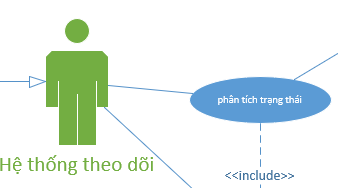 phân tích trạng thái
Hệ thống theo dõi
<<include>>